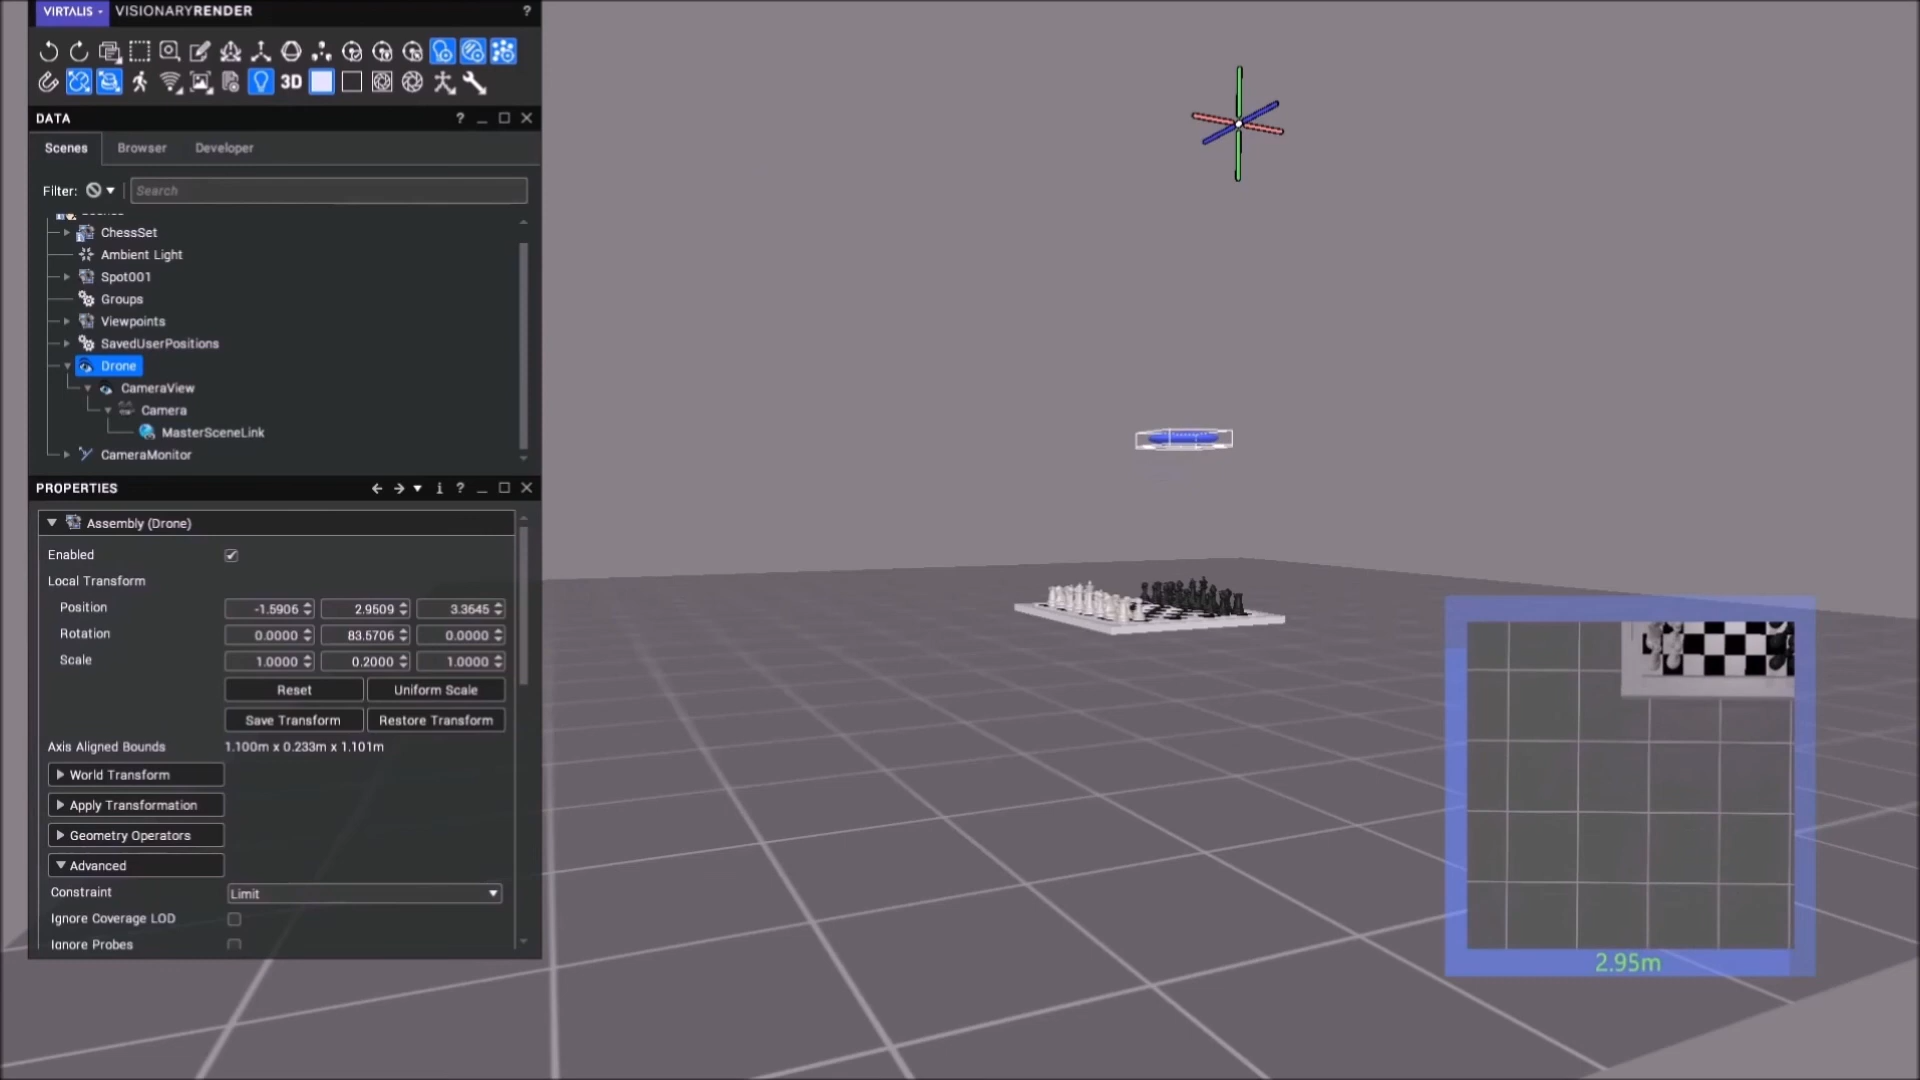 VIRTALIS VISIONARYRENDER ?
3D
DATA ?
Scenes Browser Developer
Filter: Search
ChessSet
Ambient Light
Spot001
Groups
Viewpoints
SavedUserPositions
Drone
CameraView
Camera
MasterSceneLink
CameraMonitor
PROPERTIES i ?
Assembly (Drone)
Enabled
Local Transform
Position -1.5906 2.9509 3.3645
Rotation 0.0000 83.5706 0.0000
Scale 1.0000 0.2000 1.0000
Reset Uniform Scale
Save Transform Restore Transform
Axis Aligned Bounds 1.100m x 0.233m x 1.101m
World Transform
Apply Transformation
Geometry Operators
Advanced
Constraint Limit
Ignore Coverage LOD
Ignore Probes
2.95m